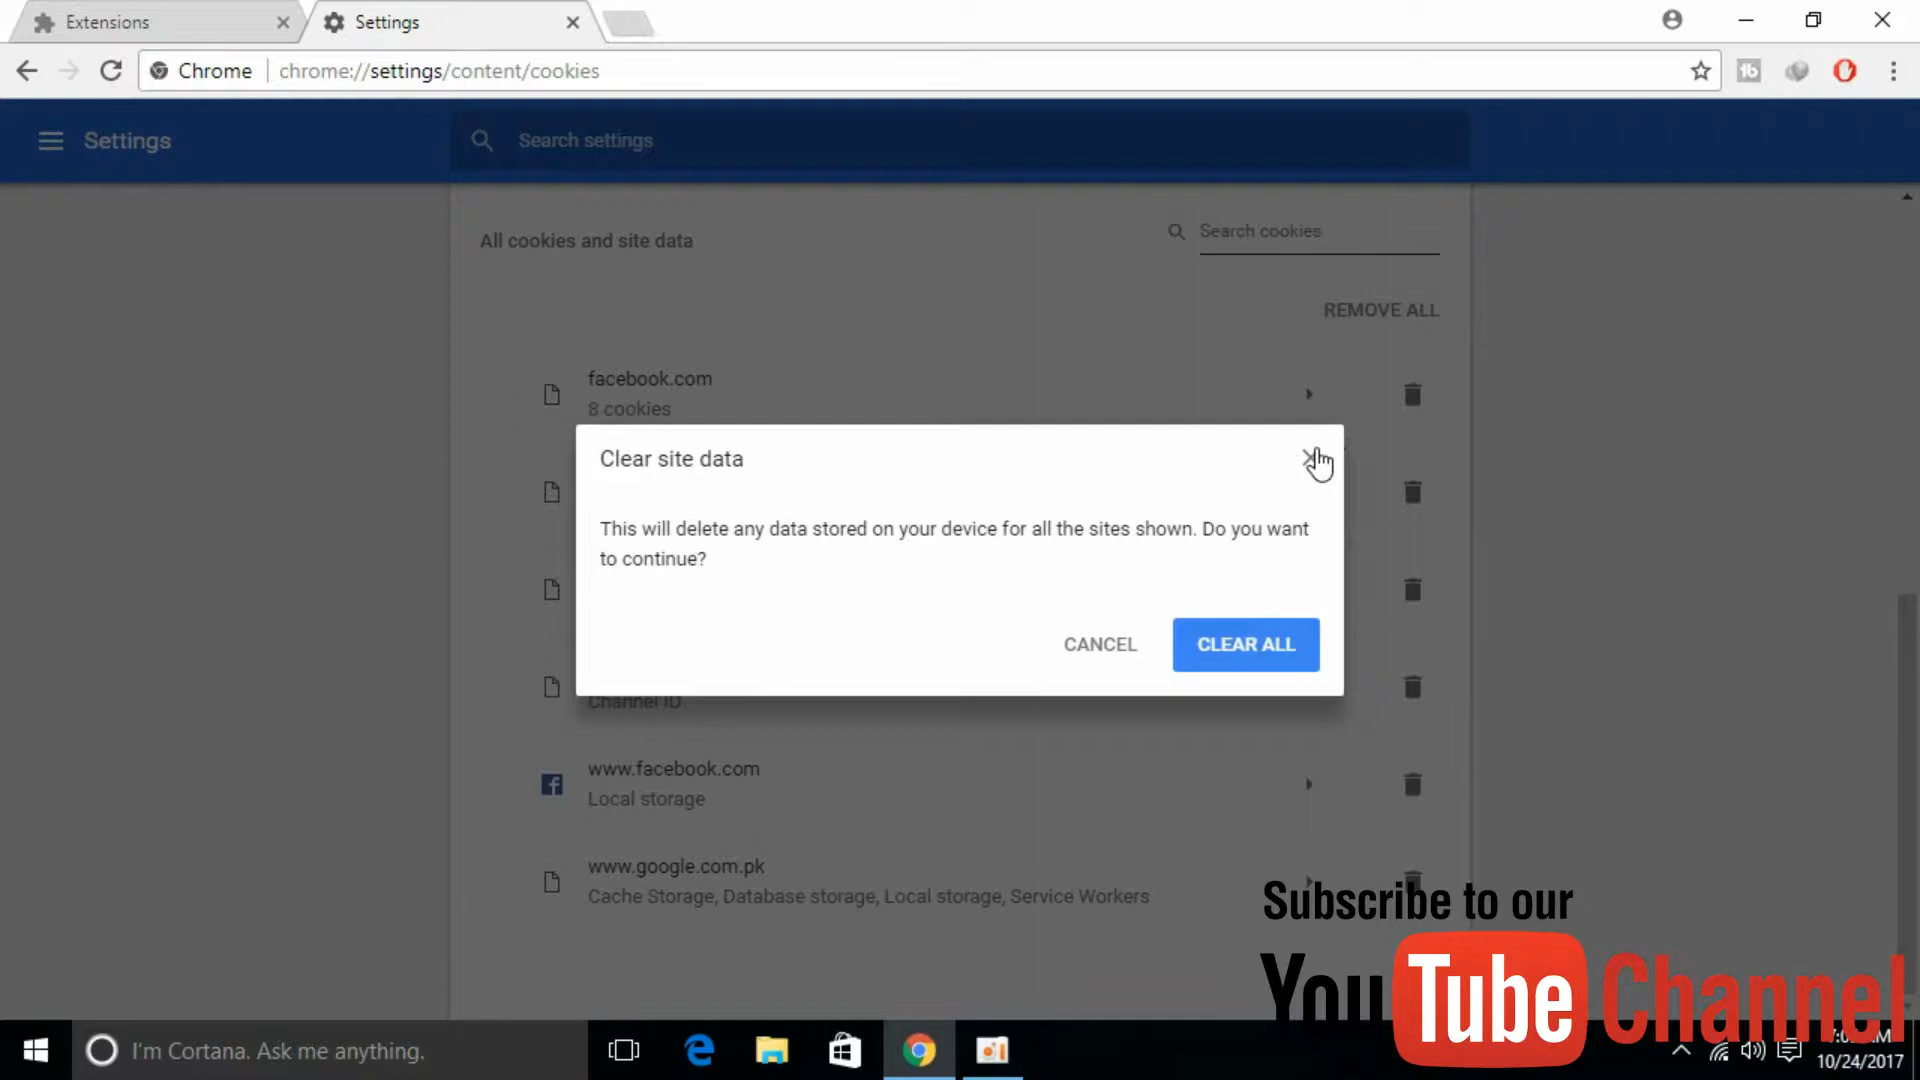 Extensions
Settings
Chrome
chrome://settings/content/cookies
Settings
Search settings
All cookies and site data
Search cookies
REMOVE ALL
facebook.com
8 cookies
Clear site data
This will delete any data stored on your device for all the sites shown. Do you want
to continue?
CANCEL
CLEAR ALL
Channel ID
www.facebook.com
Local storage
www.google.com.pk
Cache Storage, Database storage, Local storage, Service Workers
Subscribe to our
YouTube Channel
I'm Cortana. Ask me anything.
10/24/2017